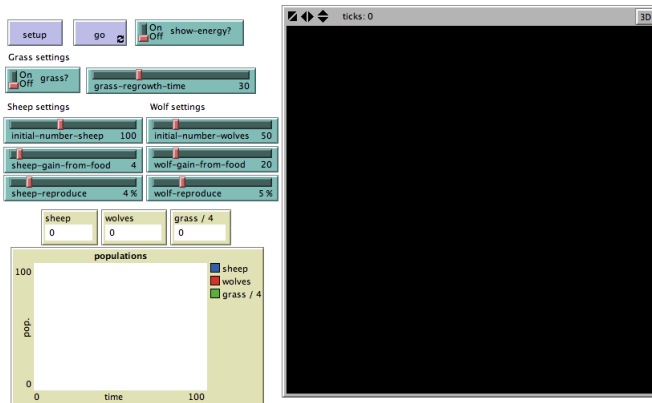 setup
go
On
Off
show-energy?
ticks: 0
3D
Grass settings
On
Off
grass?
grass-regrowth-time 30
Sheep settings
Wolf settings
initial-number-sheep 100
initial-number-wolves 50
sheep-gain-from-food 4
wolf-gain-from-food 20
sheep-reproduce 4 %
wolf-reproduce 5 %
sheep
0
wolves
0
grass / 4
0
populations
100
pop.
0
0
time
100
sheep
wolves
grass / 4